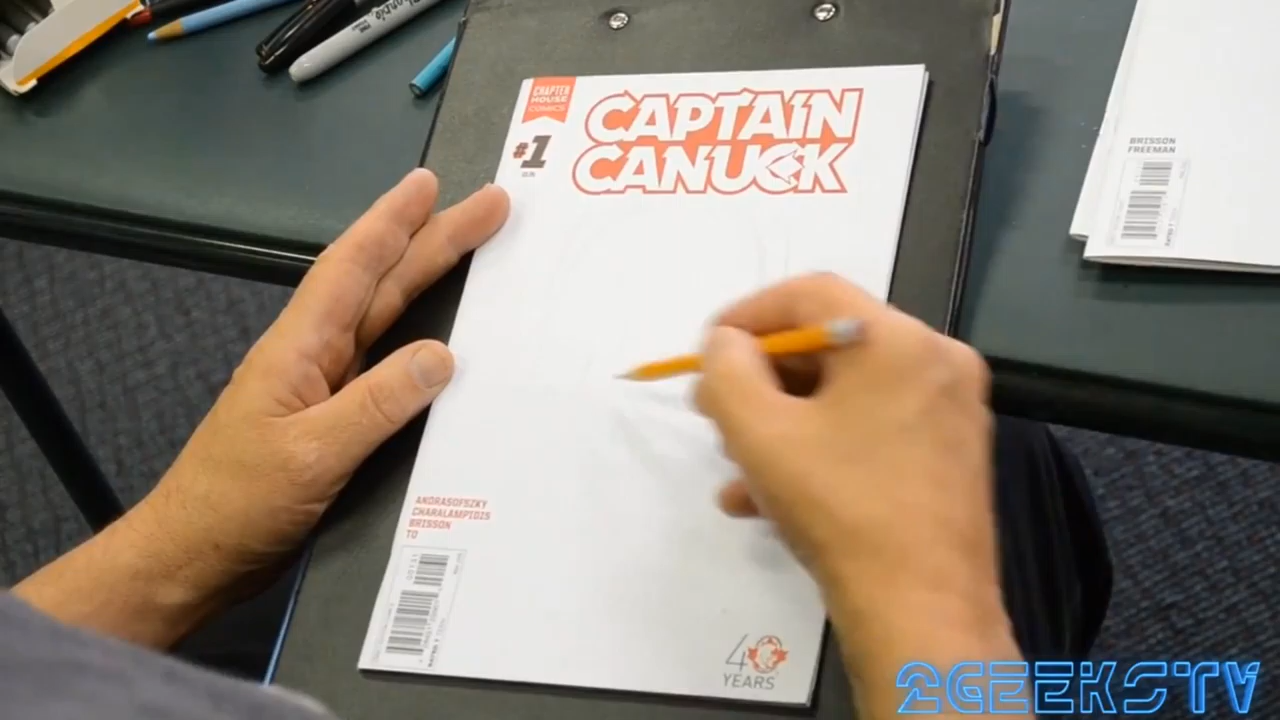 CHAPTER
HOUSE
COMICS
CAPTAIN
CANUCK
#1
ANDRASOFSZKY
CHARALAMPIDIS
BRISSON
TO
40
YEARS
BRISSON
FREEMAN
2GEEKSTV